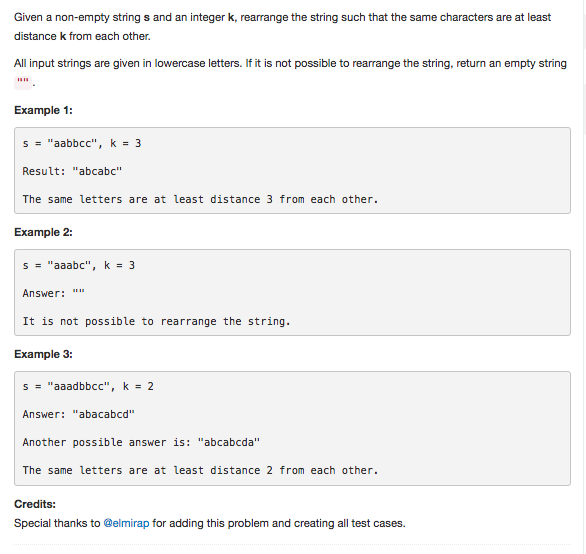 Given a non-empty string s and an integer k, rearrange the string such that the same characters are at least
distance k from each other.
All input strings are given in lowercase letters. If it is not possible to rearrange the string, return an empty string
"" .
Example 1:
s = "aabbcc", k = 3
Result: "abcabc"
The same letters are at least distance 3 from each other.
Example 2:
s = "aaabc", k = 3
Answer: ""
It is not possible to rearrange the string.
Example 3:
s = "aaadbbcc", k = 2
Answer: "abacabcd"
Another possible answer is: "abcabcda"
The same letters are at least distance 2 from each other.
Credits:
Special thanks to @elmirap for adding this problem and creating all test cases.